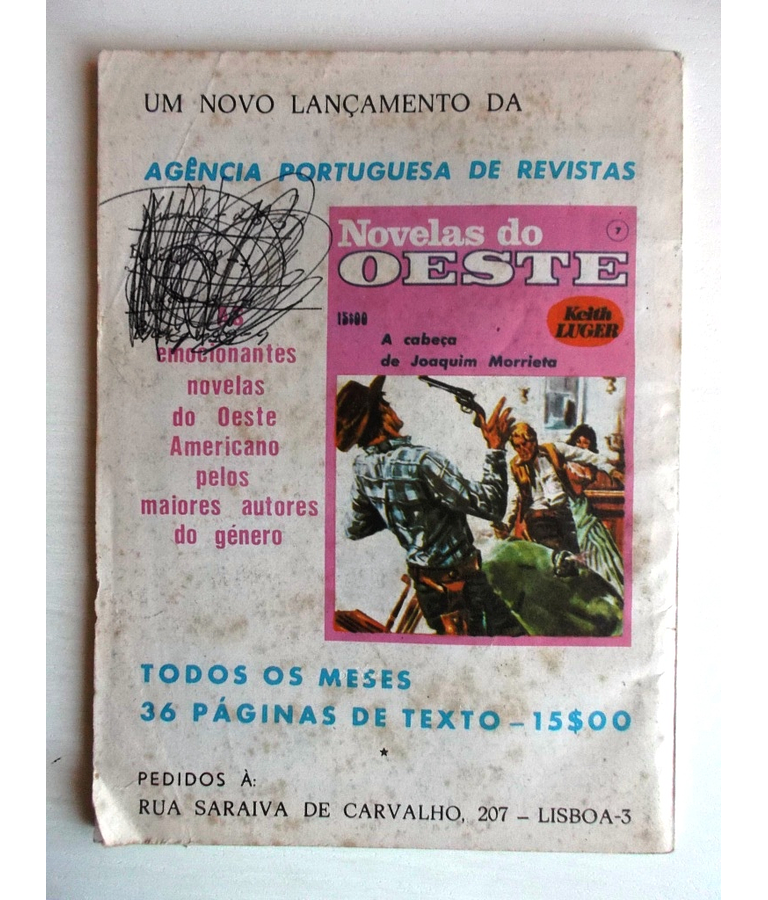 UM NOVO LANÇAMENTO DA
AGÊNCIA PORTUGUESA DE REVISTAS
Novelas do
7
OESTE
15$00
Keith
LUGER
A cabeça
de Joaquim Morrieta
As
emocionantes
novelas
do Oeste
Americano
pelos
maiores autores
do género
TODOS OS MESES
36 PÁGINAS DE TEXTO – 15$00
*
PEDIDOS À:
RUA SARAIVA DE CARVALHO, 207 – LISBOA-3